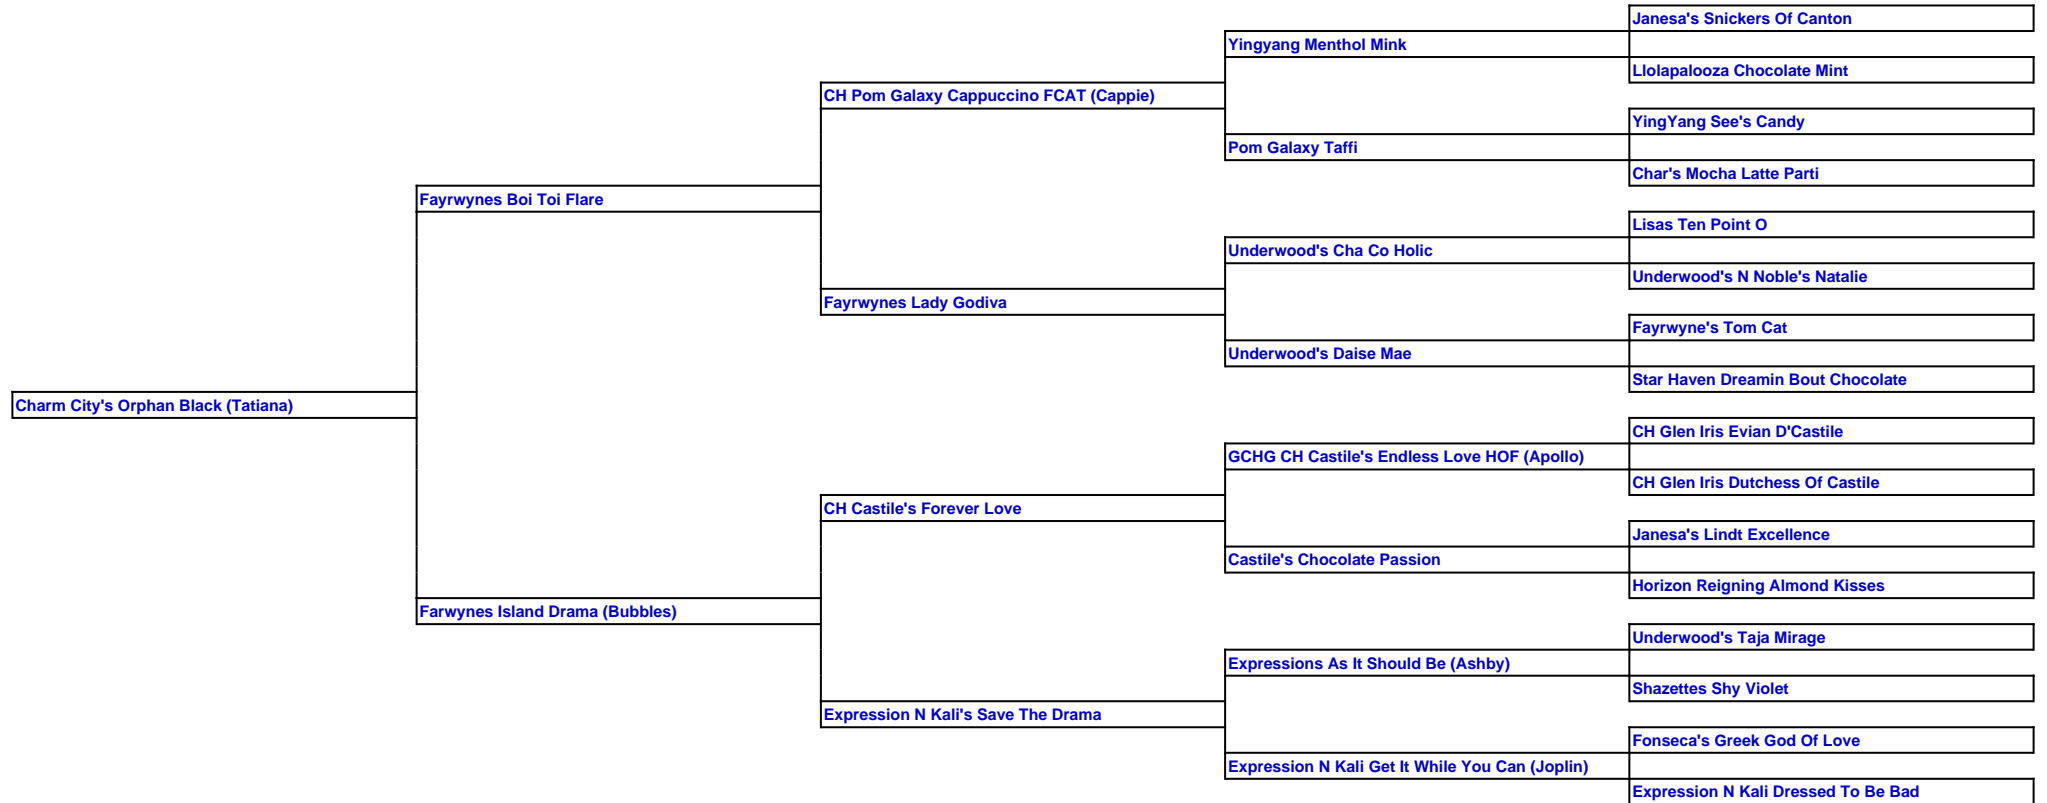 Janesa's Snickers Of Canton
Yingyang Menthol Mink
Llolapalooza Chocolate Mint
CH Pom Galaxy Cappuccino FCAT (Cappie)
YingYang See's Candy
Pom Galaxy Taffi
Char's Mocha Latte Parti
Fayrwynes Boi Toi Flare
Lisas Ten Point O
Underwood's Cha Co Holic
Underwood's N Noble's Natalie
Fayrwynes Lady Godiva
Fayrwyne's Tom Cat
Underwood's Daise Mae
Star Haven Dreamin Bout Chocolate
Charm City's Orphan Black (Tatiana)
CH Glen Iris Evian D'Castile
GCHG CH Castile's Endless Love HOF (Apollo)
CH Glen Iris Dutchess Of Castile
CH Castile's Forever Love
Janesa's Lindt Excellence
Castile's Chocolate Passion
Horizon Reigning Almond Kisses
Farwynes Island Drama (Bubbles)
Underwood's Taja Mirage
Expressions As It Should Be (Ashby)
Shazettes Shy Violet
Expression N Kali's Save The Drama
Fonseca's Greek God Of Love
Expression N Kali Get It While You Can (Joplin)
Expression N Kali Dressed To Be Bad